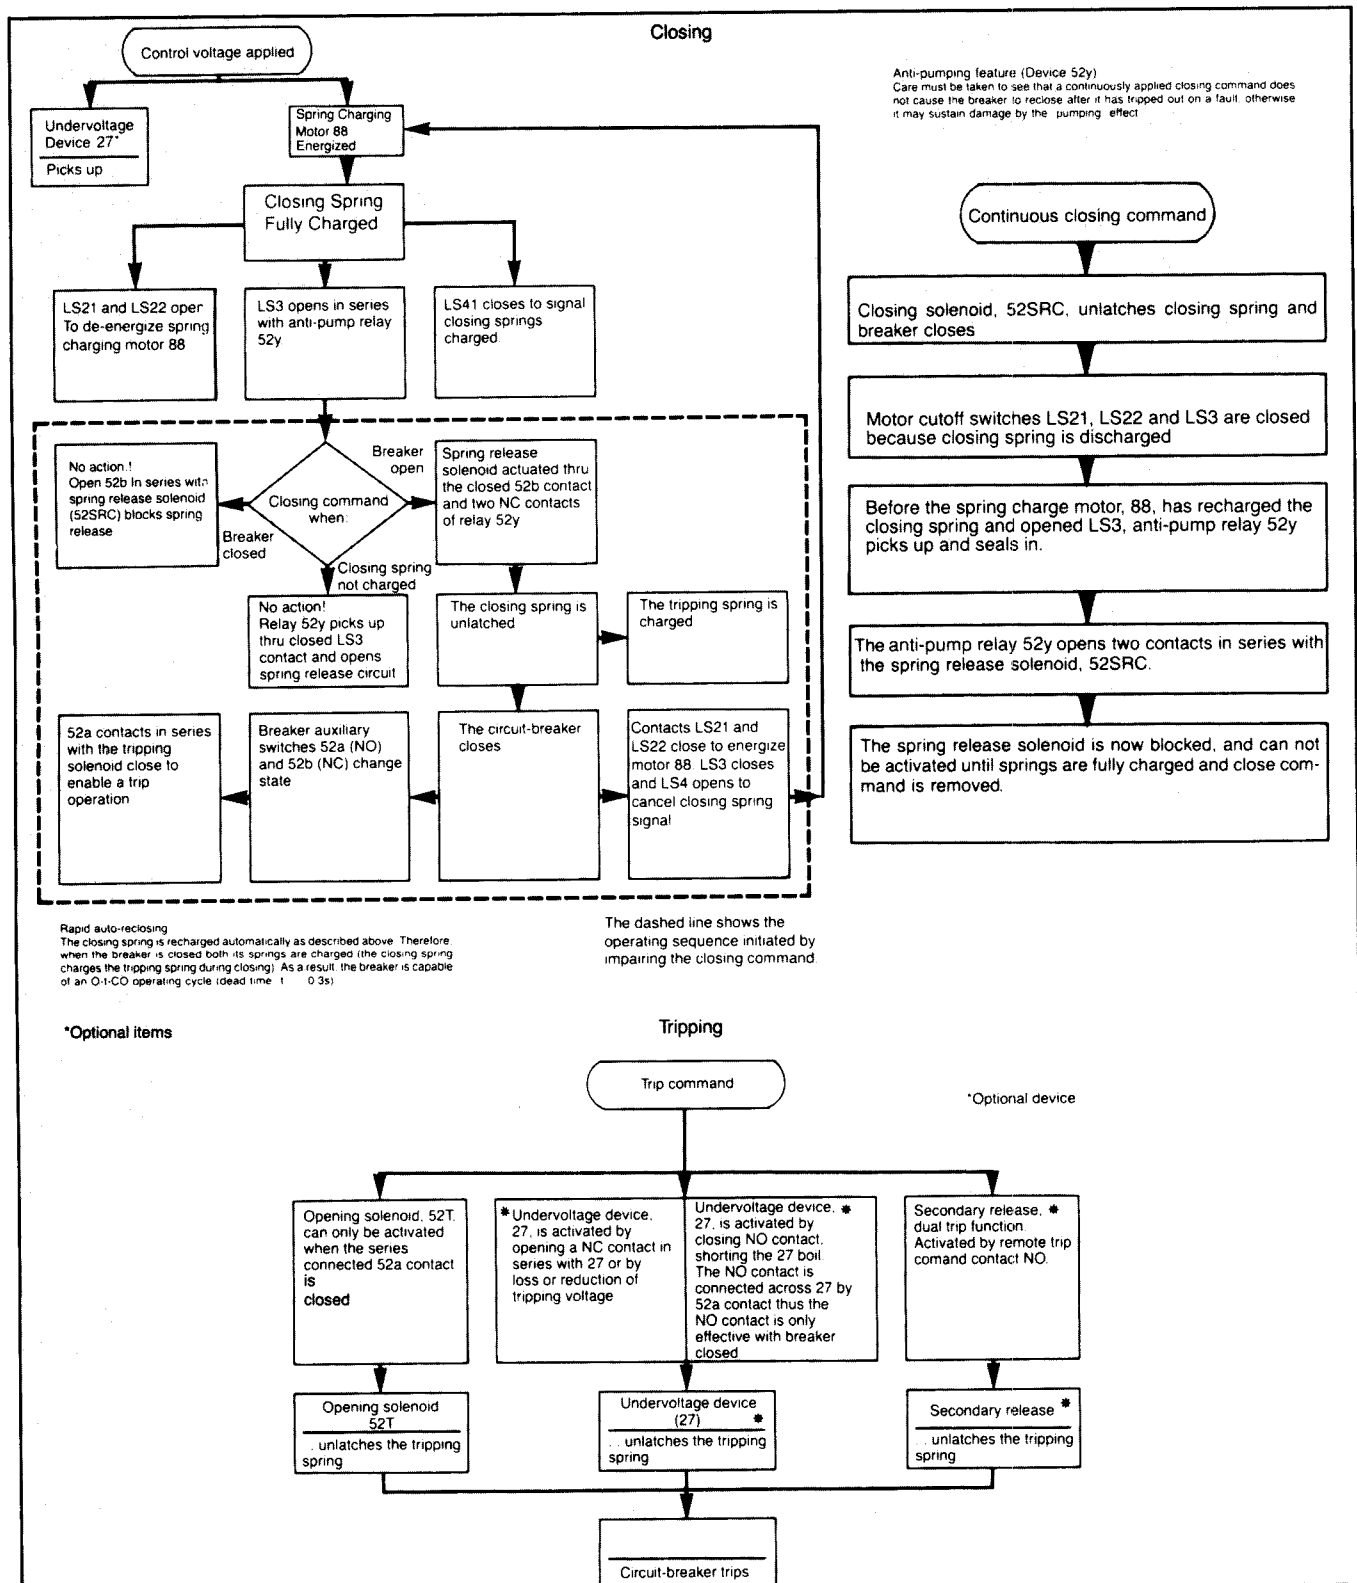 Closing
Control voltage applied
Anti-pumping feature (Device 52y)
Care must be taken to see that a continuously applied closing command does
not cause the breaker to reclose after it has tripped out on a fault, otherwise
it may sustain damage by the pumping effect
Undervoltage
Device 27*
Picks up
Spring Charging
Motor 88
Energized
Closing Spring
Fully Charged
LS21 and LS22 open
To de-energize spring
charging motor 88
LS3 opens in series
with anti-pump relay
52y
LS41 closes to signal
closing springs
charged
No action!
Open 52b In series with
spring release solenoid
(52SRC) blocks spring
release
Breaker
closed
Closing command
when:
Breaker
open
Closing spring
not charged
Spring release
solenoid actuated thru
the closed 52b contact
and two NC contacts
of relay 52y
No action!
Relay 52y picks up
thru closed LS3
contact and opens
spring release circuit
The closing spring is
unlatched
The tripping spring is
charged
52a contacts in series
with the tripping
solenoid close to
enable a trip
operation
Breaker auxiliary
switches 52a (NO)
and 52b (NC) change
state
The circuit-breaker
closes
Contacts LS21 and
LS22 close to energize
motor 88. LS3 closes
and LS4 opens to
cancel closing spring
signal
Continuous closing command
Closing solenoid, 52SRC, unlatches closing spring and
breaker closes
Motor cutoff switches LS21, LS22 and LS3 are closed
because closing spring is discharged
Before the spring charge motor, 88, has recharged the
closing spring and opened LS3, anti-pump relay 52y
picks up and seals in.
The anti-pump relay 52y opens two contacts in series with
the spring release solenoid, 52SRC.
The spring release solenoid is now blocked, and can not
be activated until springs are fully charged and close com-
mand is removed.
Rapid auto-reclosing
The closing spring is recharged automatically as described above Therefore
when the breaker is closed both its springs are charged (the closing spring
charges the tripping spring during closing) As a result, the breaker is capable
of an O-t-CO operating cycle (dead time t 0 3s)
The dashed line shows the
operating sequence initiated by
impairing the closing command.
*Optional items
Tripping
Trip command
*Optional device
Opening solenoid, 52T,
can only be activated
when the series
connected 52a contact
is
closed
* Undervoltage device,
27, is activated by
opening a NC contact in
series with 27 or by
loss or reduction of
tripping voltage
Undervoltage device, *
27, is activated by
closing NO contact,
shorting the 27 boil.
The NO contact is
connected across 27 by
52a contact thus the
NO contact is only
effective with breaker
closed
Secondary release, *
dual trip function.
Activated by remote trip
comand contact NO.
Opening solenoid
52T
. . unlatches the tripping
spring
Undervoltage device
(27) *
. . . unlatches the tripping
spring
Secondary release *
. . . unlatches the tripping
spring
Circuit-breaker trips